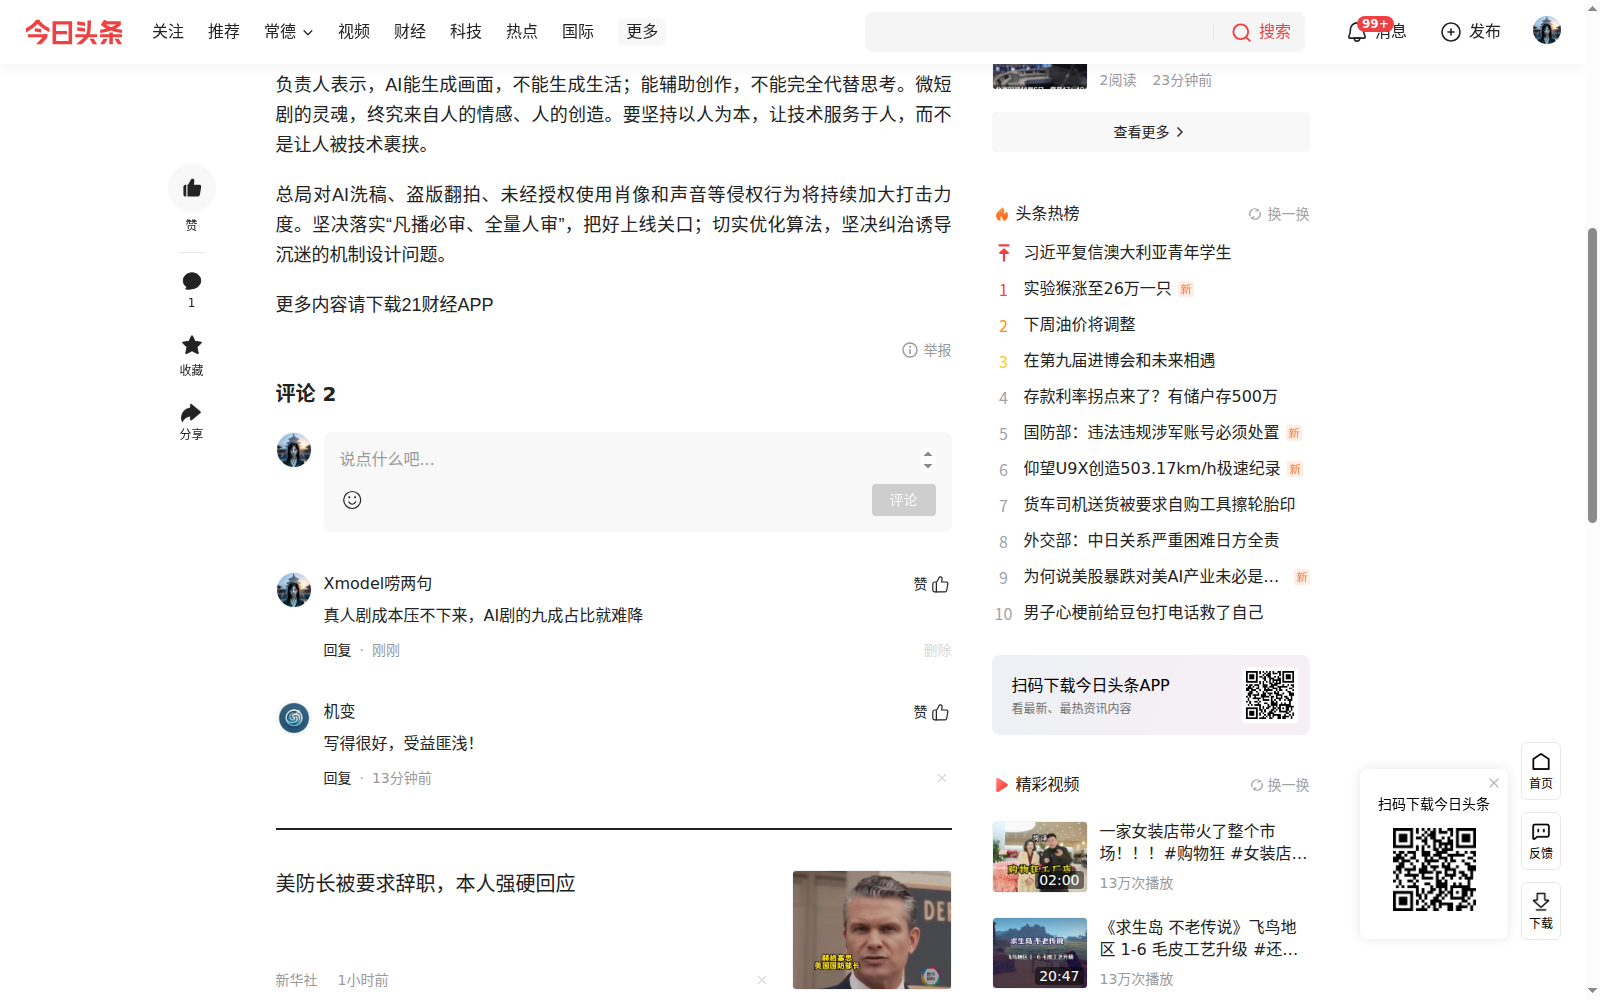 今日头条
关注
推荐
常德
视频
财经
科技
热点
国际
更多
搜索
99+
消息
发布
负责人表示，AI能生成画面，不能生成生活；能辅助创作，不能完全代替思考。微短
剧的灵魂，终究来自人的情感、人的创造。要坚持以人为本，让技术服务于人，而不
是让人被技术裹挟。
总局对AI洗稿、盗版翻拍、未经授权使用肖像和声音等侵权行为将持续加大打击力
度。坚决落实“凡播必审、全量人审”，把好上线关口；切实优化算法，坚决纠治诱导
沉迷的机制设计问题。
更多内容请下载21财经APP
举报
赞
1
收藏
分享
评论 2
说点什么吧...
评论
Xmodel唠两句
赞
真人剧成本压不下来，AI剧的九成占比就难降
回复 · 刚刚
删除
机变
赞
写得很好，受益匪浅！
回复 · 13分钟前
美防长被要求辞职，本人强硬回应
新华社 1小时前
赫格塞思
美国国防部长
DEF
2阅读 23分钟前
查看更多
头条热榜
换一换
习近平复信澳大利亚青年学生
1 实验猴涨至26万一只 新
2 下周油价将调整
3 在第九届进博会和未来相遇
4 存款利率拐点来了？有储户存500万
5 国防部：违法违规涉军账号必须处置 新
6 仰望U9X创造503.17km/h极速纪录 新
7 货车司机送货被要求自购工具擦轮胎印
8 外交部：中日关系严重困难日方全责
9 为何说美股暴跌对美AI产业未必是... 新
10 男子心梗前给豆包打电话救了自己
扫码下载今日头条APP
看最新、最热资讯内容
精彩视频
换一换
02:00
一家女装店带火了整个市
场！！！#购物狂 #女装店...
13万次播放
求生岛 不老传说
20:47
《求生岛 不老传说》飞鸟地
区 1-6 毛皮工艺升级 #还...
13万次播放
扫码下载今日头条
首页
反馈
下载